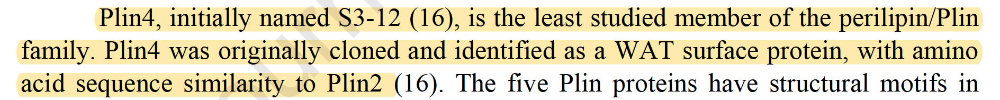 Plin4, initially named S3-12 (16), is the least studied member of the perilipin/Plin
family. Plin4 was originally cloned and identified as a WAT surface protein, with amino
acid sequence similarity to Plin2 (16). The five Plin proteins have structural motifs in